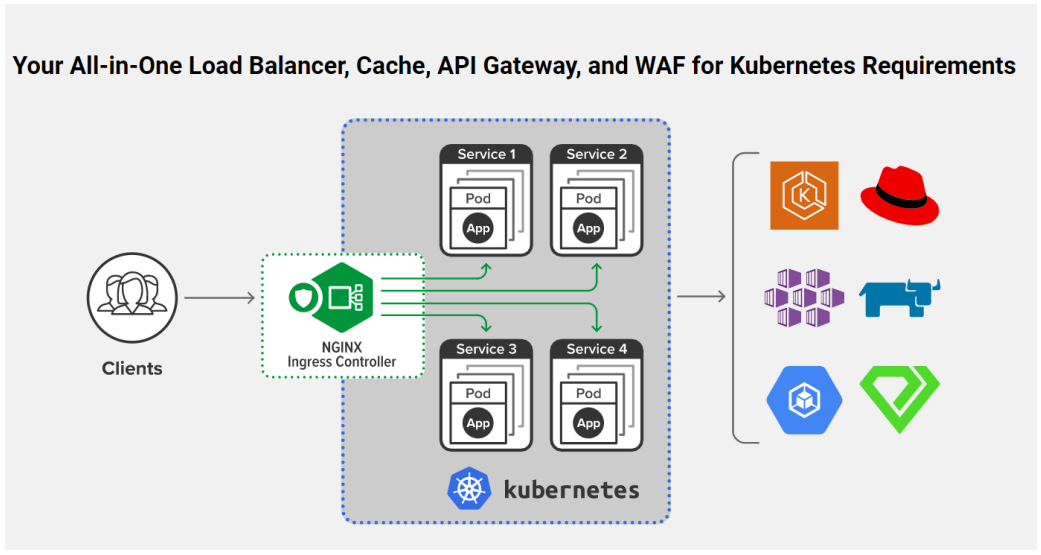 Your All-in-One Load Balancer, Cache, API Gateway, and WAF for Kubernetes Requirements
Service 1
Pod
App
Service 2
Pod
App
Clients
NGINX
Ingress Controller
Service 3
Pod
App
Service 4
Pod
App
kubernetes
K